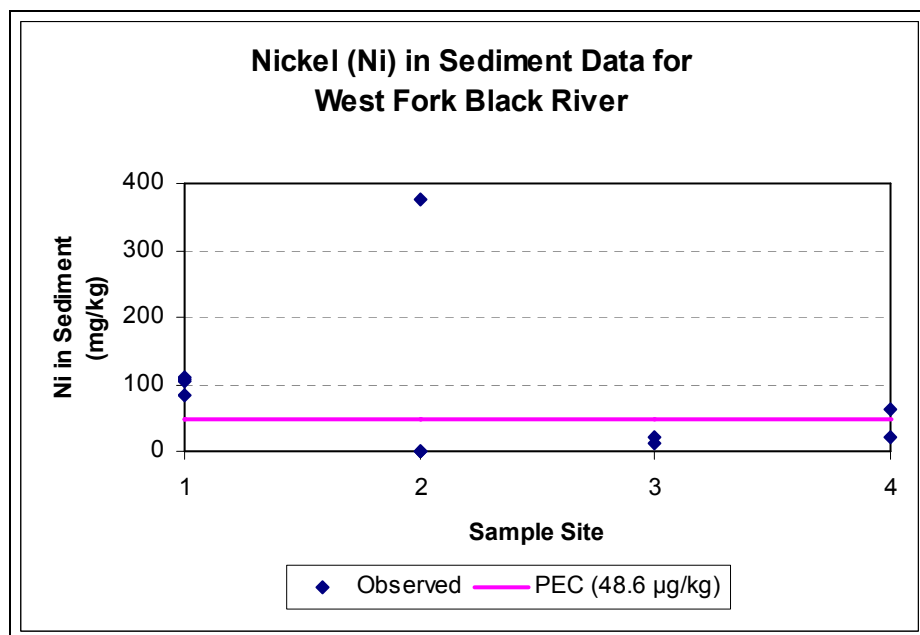 Nickel (Ni) in Sediment Data for
West Fork Black River
Ni in Sediment
(mg/kg)
400
300
200
100
0
1 2 3 4
Sample Site
Observed PEC (48.6 µg/kg)